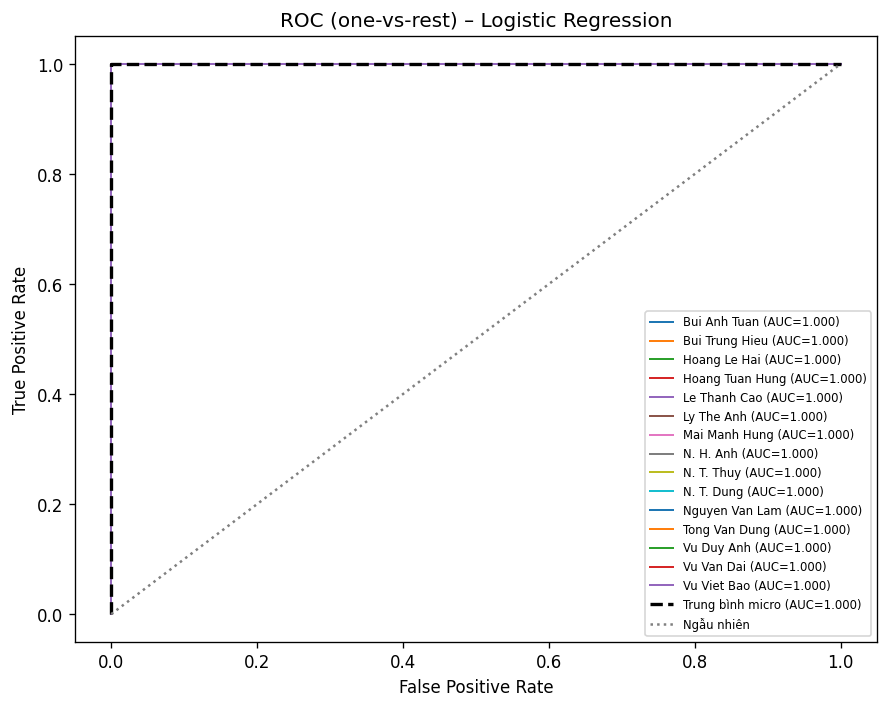 ROC (one-vs-rest) – Logistic Regression
1.0
0.8
0.6
0.4
0.2
0.0
True Positive Rate
0.0 0.2 0.4 0.6 0.8 1.0
False Positive Rate
Bui Anh Tuan (AUC=1.000)
Bui Trung Hieu (AUC=1.000)
Hoang Le Hai (AUC=1.000)
Hoang Tuan Hung (AUC=1.000)
Le Thanh Cao (AUC=1.000)
Ly The Anh (AUC=1.000)
Mai Manh Hung (AUC=1.000)
N. H. Anh (AUC=1.000)
N. T. Thuy (AUC=1.000)
N. T. Dung (AUC=1.000)
Nguyen Van Lam (AUC=1.000)
Tong Van Dung (AUC=1.000)
Vu Duy Anh (AUC=1.000)
Vu Van Dai (AUC=1.000)
Vu Viet Bao (AUC=1.000)
Trung bình micro (AUC=1.000)
Ngẫu nhiên